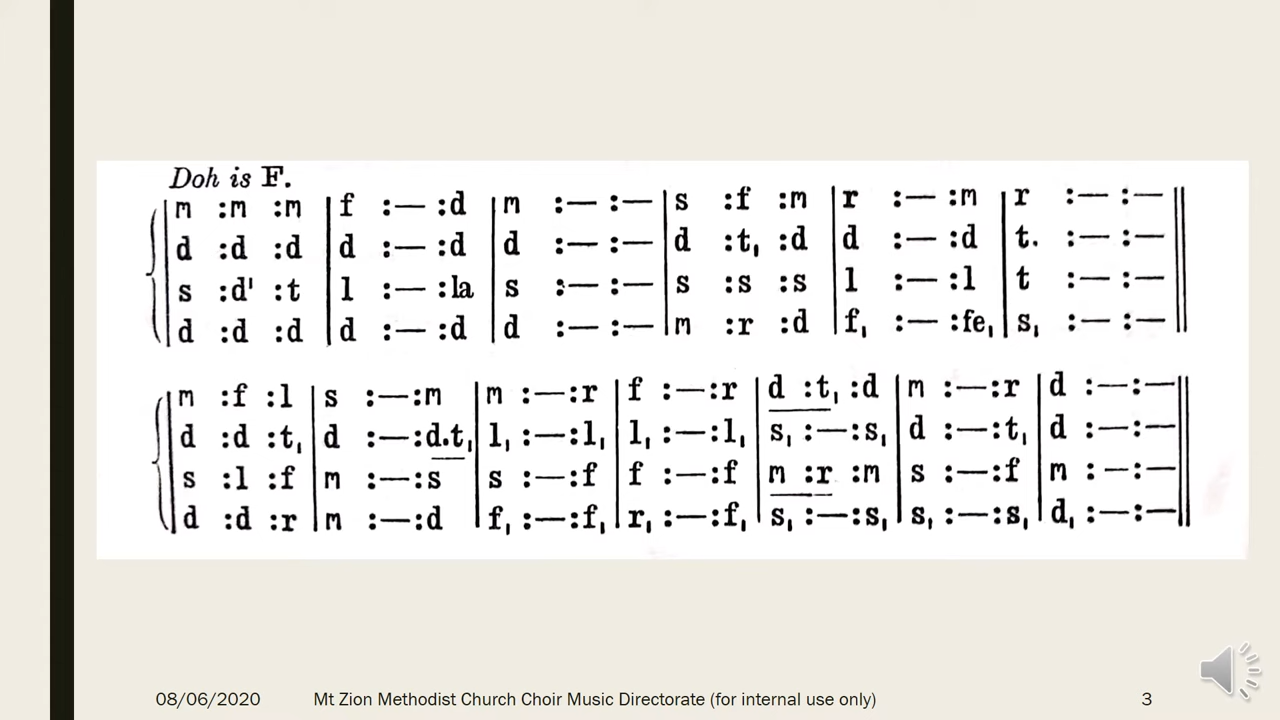 Doh is F.
| m :m :m | f :— :d | m :— :— | s :f :m | r :— :m | r :— :— ||
| d :d :d | d :— :d | d :— :— | d :t, :d | d :— :d | t. :— :— ||
| s :d' :t | l :— :la | s :— :— | s :s :s | l :— :l | t :— :— ||
| d :d :d | d :— :d | d :— :— | m :r :d | f, :— :fe, | s, :— :— ||
| m :f :l | s :—:m | m :—:r | f :—:r | d :t, :d | m :—:r | d :—:— ||
| d :d :t, | d :—:d.t, | l, :—:l, | l, :—:l, | s, :—:s, | d :—:t, | d :—:— ||
| s :l :f | m :—:s | s :—:f | f :—:f | m :r :m | s :—:f | m :—:— ||
| d :d :r | m :—:d | f, :—:f, | r, :—:f, | s, :—:s, | s, :—:s, | d, :—:— ||
08/06/2020 Mt Zion Methodist Church Choir Music Directorate (for internal use only) 3